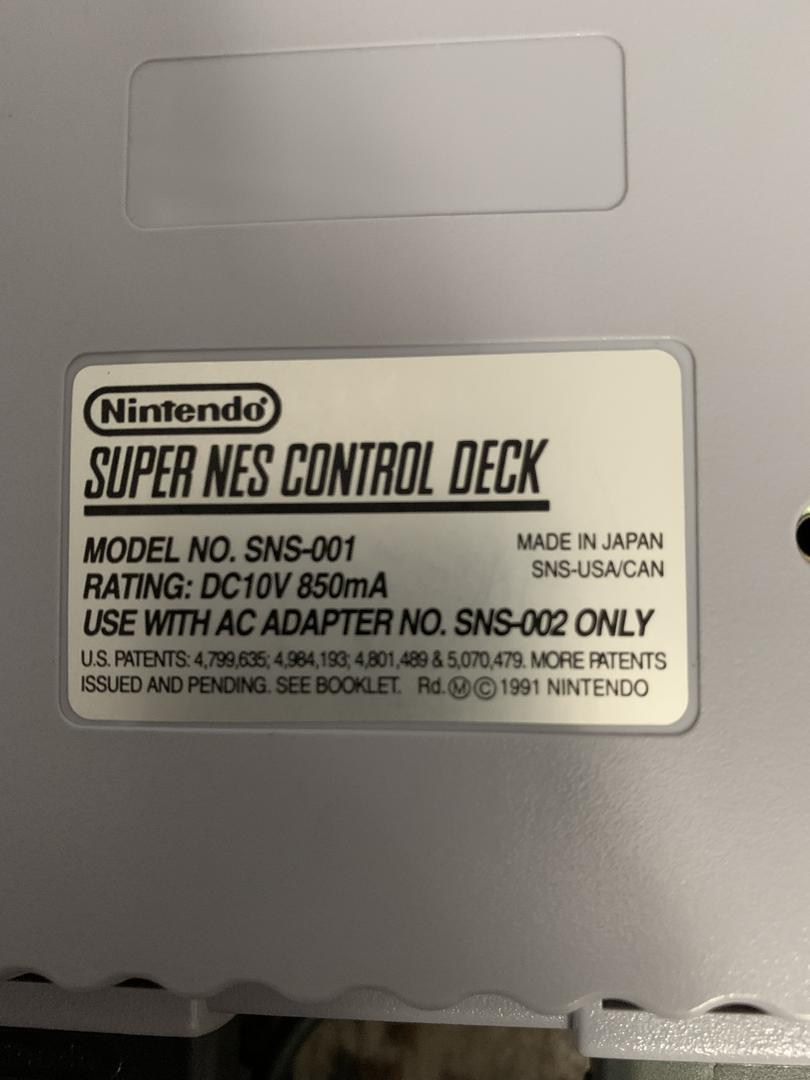 Nintendo®
SUPER NES CONTROL DECK
MODEL NO. SNS-001
MADE IN JAPAN
RATING: DC10V 850mA
SNS-USA/CAN
USE WITH AC ADAPTER NO. SNS-002 ONLY
U.S. PATENTS: 4,799,635; 4,984,193; 4,801,489 & 5,070,479. MORE PATENTS
ISSUED AND PENDING. SEE BOOKLET. Rd.ⓂⒸ1991 NINTENDO